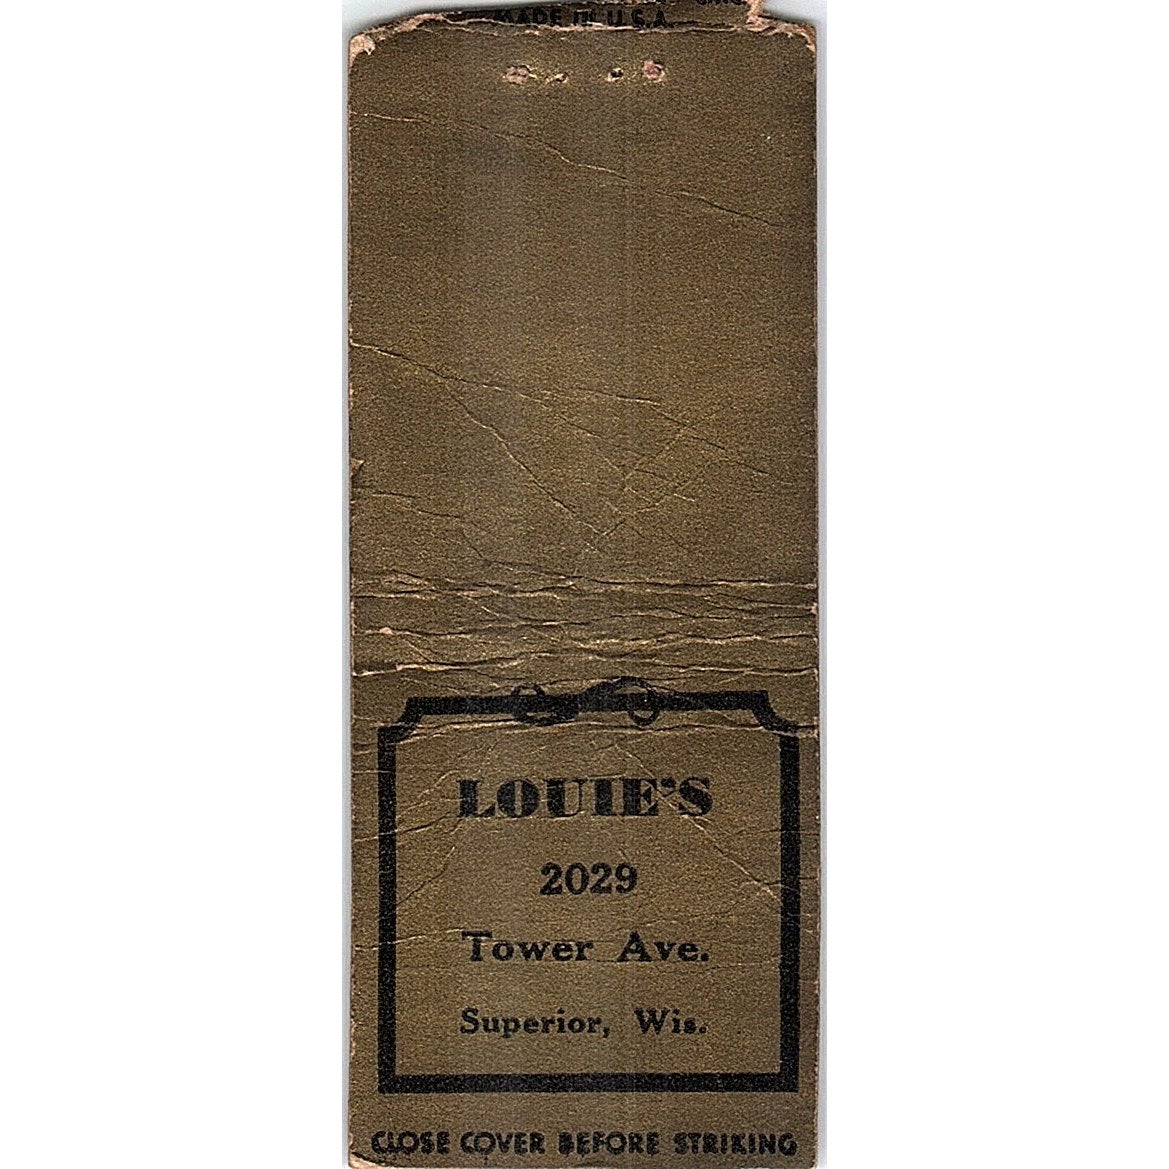 MADE IN U.S.A.
LOUIE'S
2029
Tower Ave.
Superior, Wis.
CLOSE COVER BEFORE STRIKING